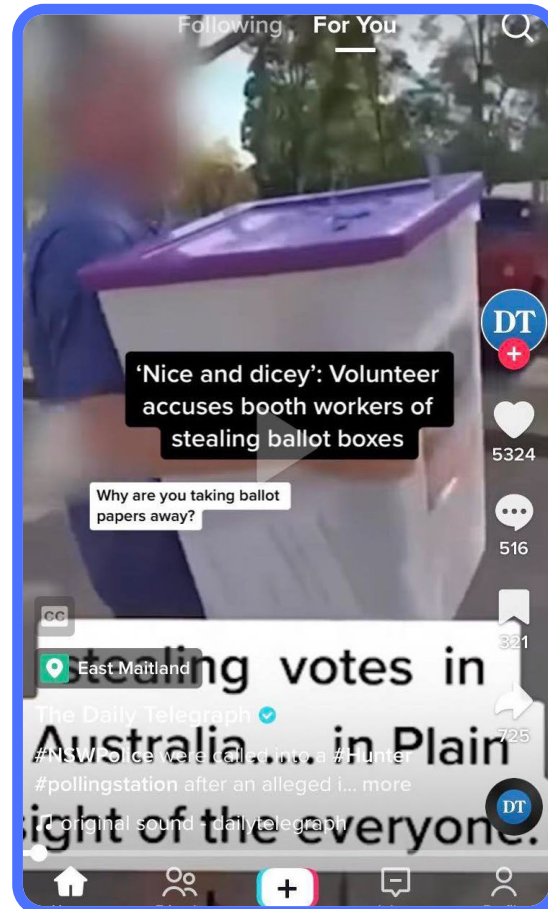 Following For You
DT
‘Nice and dicey’: Volunteer
accuses booth workers of
stealing ballot boxes
5324
Why are you taking ballot
papers away?
516
CC
321
stealing votes in
East Maitland
The Daily Telegraph
725
Australia.... in Plain
#NSWPolice were called into a #Hunter
#pollingstation after an alleged i... more
DT
original sound - dailytelegraph
sight of the everyone.